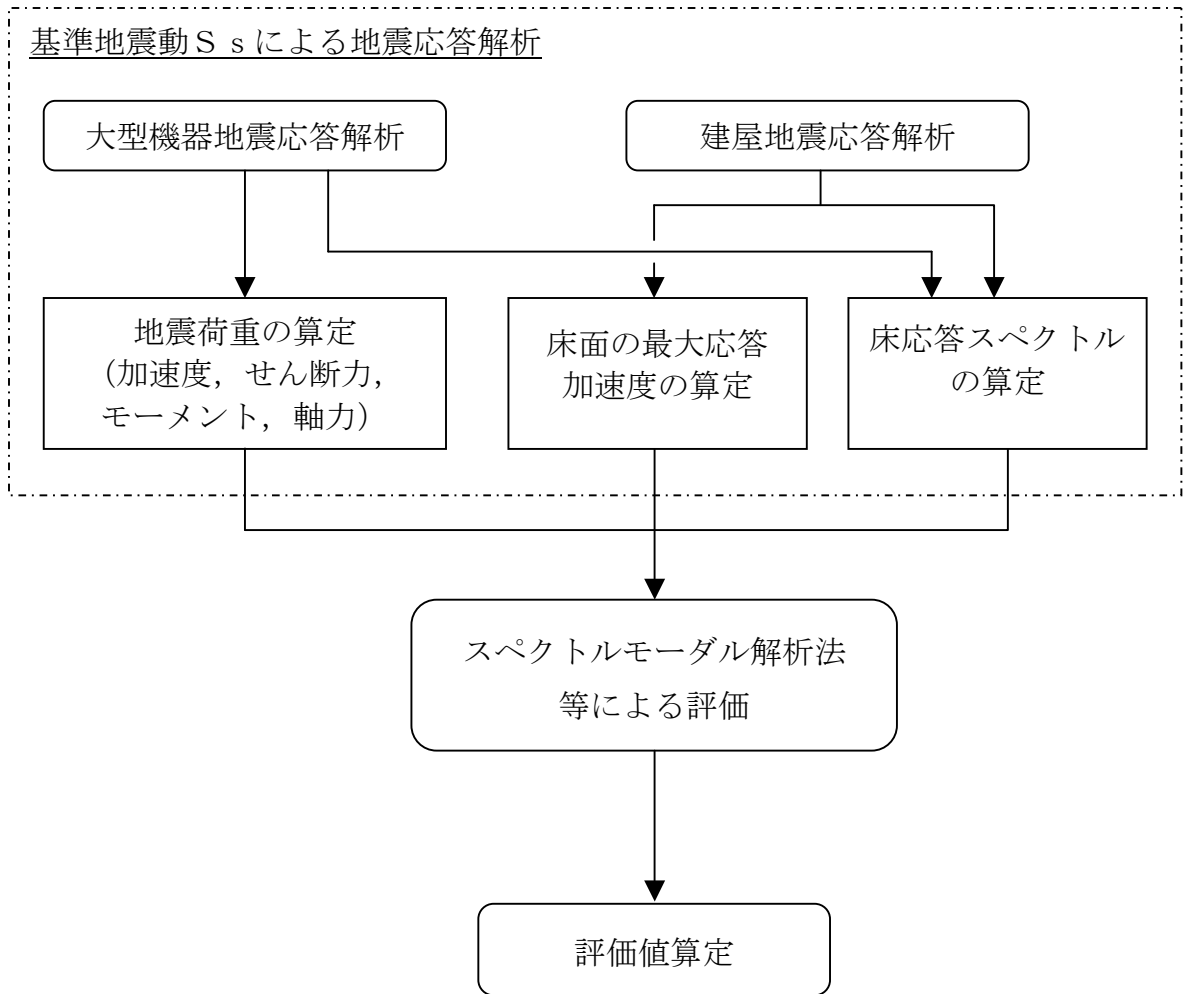 基準地震動Ｓｓによる地震応答解析
大型機器地震応答解析
建屋地震応答解析
地震荷重の算定
（加速度，せん断力，
モーメント，軸力）
床面の最大応答
加速度の算定
床応答スペクトル
の算定
スペクトルモーダル解析法
等による評価
評価値算定